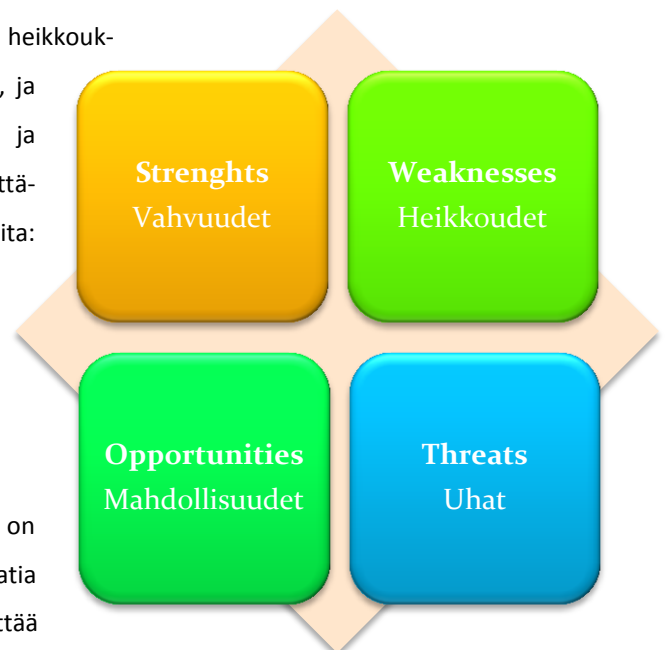 heikkouk-
, ja
ja
ttä-
ita:
Strenghts
Vahvuudet
Weaknesses
Heikkoudet
Opportunities
Mahdollisuudet
Threats
Uhat
on
atia
ttää